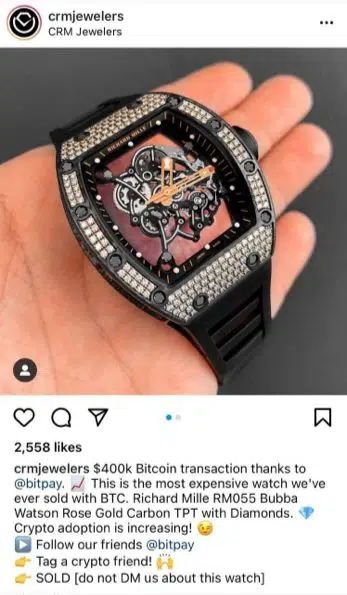 crmjewelers
CRM Jewelers
RICHARD MILLE
2,558 likes
crmjewelers $400k Bitcoin transaction thanks to
@bitpay. 📈 This is the most expensive watch we've
ever sold with BTC. Richard Mille RM055 Bubba
Watson Rose Gold Carbon TPT with Diamonds. 💎
Crypto adoption is increasing! 😉
▶️ Follow our friends @bitpay
👉 Tag a crypto friend! 🙌
👉 SOLD [do not DM us about this watch]